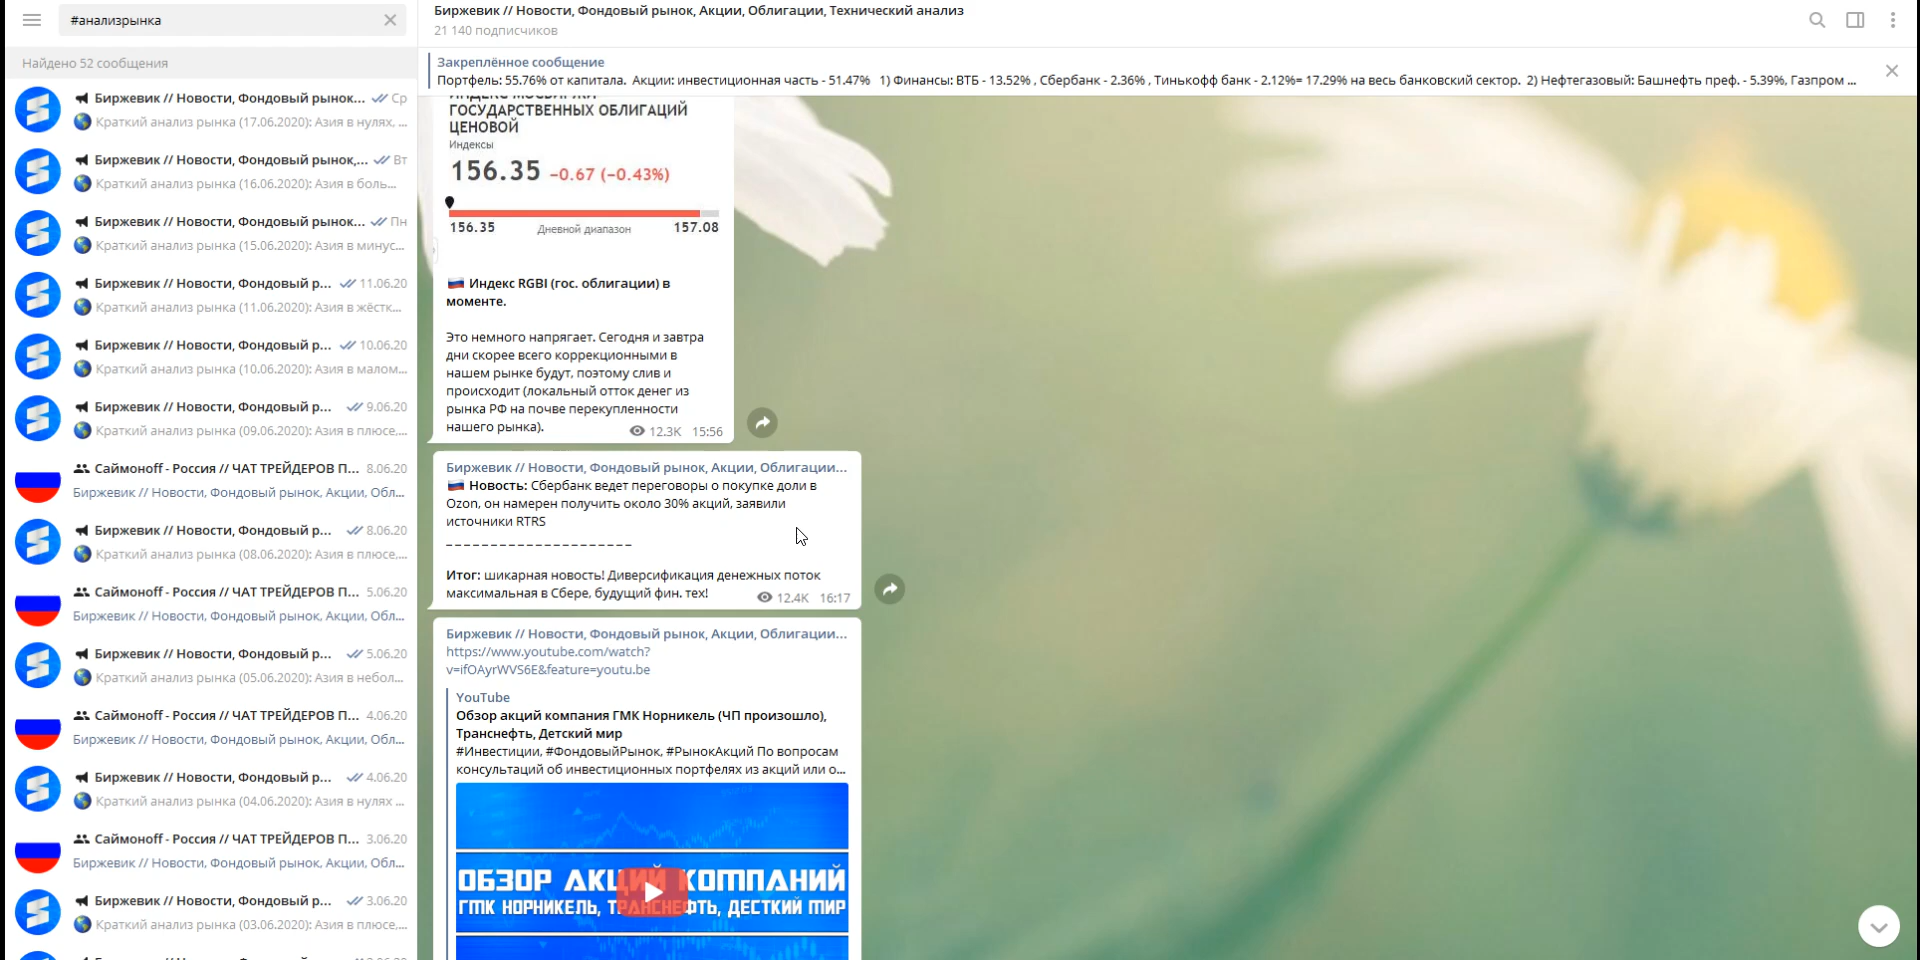 #анализрынка
Найдено 52 сообщения
Биржевик // Новости, Фондовый рынок... Ср
Краткий анализ рынка (17.06.2020): Азия в нулях, ...
Биржевик // Новости, Фондовый рынок,... Вт
Краткий анализ рынка (16.06.2020): Азия в боль...
Биржевик // Новости, Фондовый рынок... Пн
Краткий анализ рынка (15.06.2020): Азия в минус...
Биржевик // Новости, Фондовый р... 11.06.20
Краткий анализ рынка (11.06.2020): Азия в жёстк...
Биржевик // Новости, Фондовый р... 10.06.20
Краткий анализ рынка (10.06.2020): Азия в малом...
Биржевик // Новости, Фондовый р... 9.06.20
Краткий анализ рынка (09.06.2020): Азия в плюсе,...
Саймоноff - Россия // ЧАТ ТРЕЙДЕРОВ П... 8.06.20
Биржевик // Новости, Фондовый рынок, Акции, Обл...
Биржевик // Новости, Фондовый р... 8.06.20
Краткий анализ рынка (08.06.2020): Азия в плюсе,...
Саймоноff - Россия // ЧАТ ТРЕЙДЕРОВ П... 5.06.20
Биржевик // Новости, Фондовый рынок, Акции, Обл...
Биржевик // Новости, Фондовый р... 5.06.20
Краткий анализ рынка (05.06.2020): Азия в небол...
Саймоноff - Россия // ЧАТ ТРЕЙДЕРОВ П... 4.06.20
Биржевик // Новости, Фондовый рынок, Акции, Обл...
Биржевик // Новости, Фондовый р... 4.06.20
Краткий анализ рынка (04.06.2020): Азия в нулях ...
Саймоноff - Россия // ЧАТ ТРЕЙДЕРОВ П... 3.06.20
Биржевик // Новости, Фондовый рынок, Акции, Обл...
Биржевик // Новости, Фондовый р... 3.06.20
Краткий анализ рынка (03.06.2020): Азия в плюсе,...
Биржевик // Новости, Фондовый рынок, Акции, Облигации, Технический анализ
21 140 подписчиков
Закреплённое сообщение
Портфель: 55.76% от капитала. Акции: инвестиционная часть - 51.47% 1) Финансы: ВТБ - 13.52% , Сбербанк - 2.36% , Тинькофф банк - 2.12%= 17.29% на весь банковский сектор. 2) Нефтегазовый: Башнефть преф. - 5.39%, Газпром ...
ИНДЕКС МОСБИРЖИ
ГОСУДАРСТВЕННЫХ ОБЛИГАЦИЙ
ЦЕНОВОЙ
Индексы
156.35 −0.67 (−0.43%)
156.35 Дневной диапазон 157.08
Индекс RGBI (гос. облигации) в
моменте.
Это немного напрягает. Сегодня и завтра
дни скорее всего коррекционными в
нашем рынке будут, поэтому слив и
происходит (локальный отток денег из
рынка РФ на почве перекупленности
нашего рынка). 12.3K 15:56
Биржевик // Новости, Фондовый рынок, Акции, Облигации...
Новость: Сбербанк ведет переговоры о покупке доли в
Ozon, он намерен получить около 30% акций, заявили
источники RTRS
_ _ _ _ _ _ _ _ _ _ _ _ _ _ _ _ _ _ _ _ _
Итог: шикарная новость! Диверсификация денежных поток
максимальная в Сбере, будущий фин. тех! 12.4K 16:17
Биржевик // Новости, Фондовый рынок, Акции, Облигации...
https://www.youtube.com/watch?
v=ifOAyrWVS6E&feature=youtu.be
YouTube
Обзор акций компания ГМК Норникель (ЧП произошло),
Транснефть, Детский мир
#Инвестиции, #ФондовыйРынок, #РынокАкций По вопросам
консультаций об инвестиционных портфелях из акций или о...
ОБЗОР АКЦИЙ КОМПАНИЙ
ГМК НОРНИКЕЛЬ, ТРАНСНЕФТЬ, ДЕСТКИЙ МИР